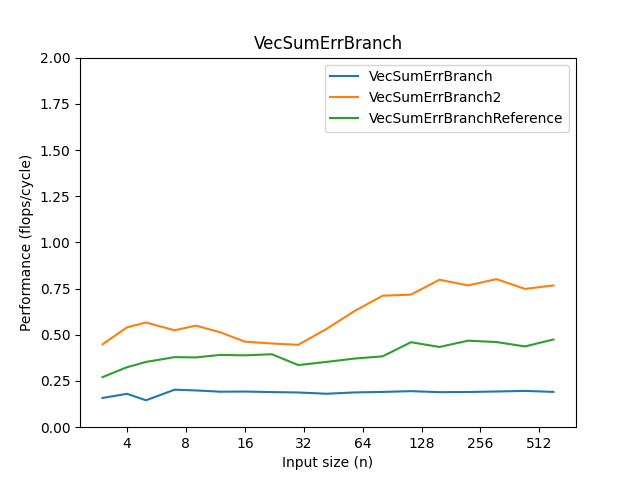 VecSumErrBranch
VecSumErrBranch
VecSumErrBranch2
VecSumErrBranchReference
Performance (flops/cycle)
2.00
1.75
1.50
1.25
1.00
0.75
0.50
0.25
0.00
4 8 16 32 64 128 256 512
Input size (n)